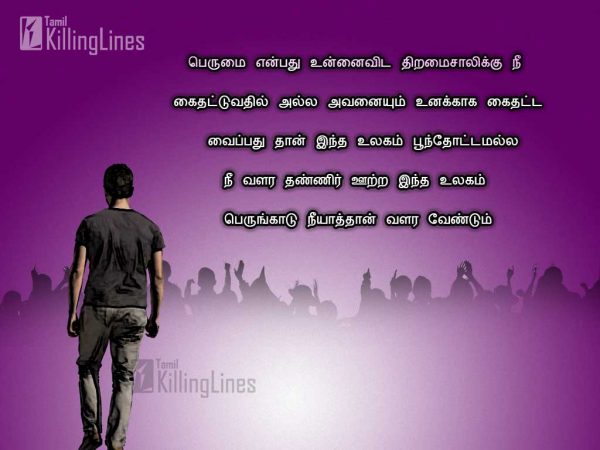 Tamil
KillingLines
பெருமை என்பது உன்னைவிட திறமைசாலிக்கு நீ
கைதட்டுவதில் அல்ல அவனையும் உனக்காக கைதட்ட
வைப்பது தான் இந்த உலகம் பூந்தோட்டமல்ல
நீ வளர தண்ணிர் ஊற்ற இந்த உலகம்
பெருங்காடு நீயாத்தான் வளர வேண்டும்
Tamil
KillingLines